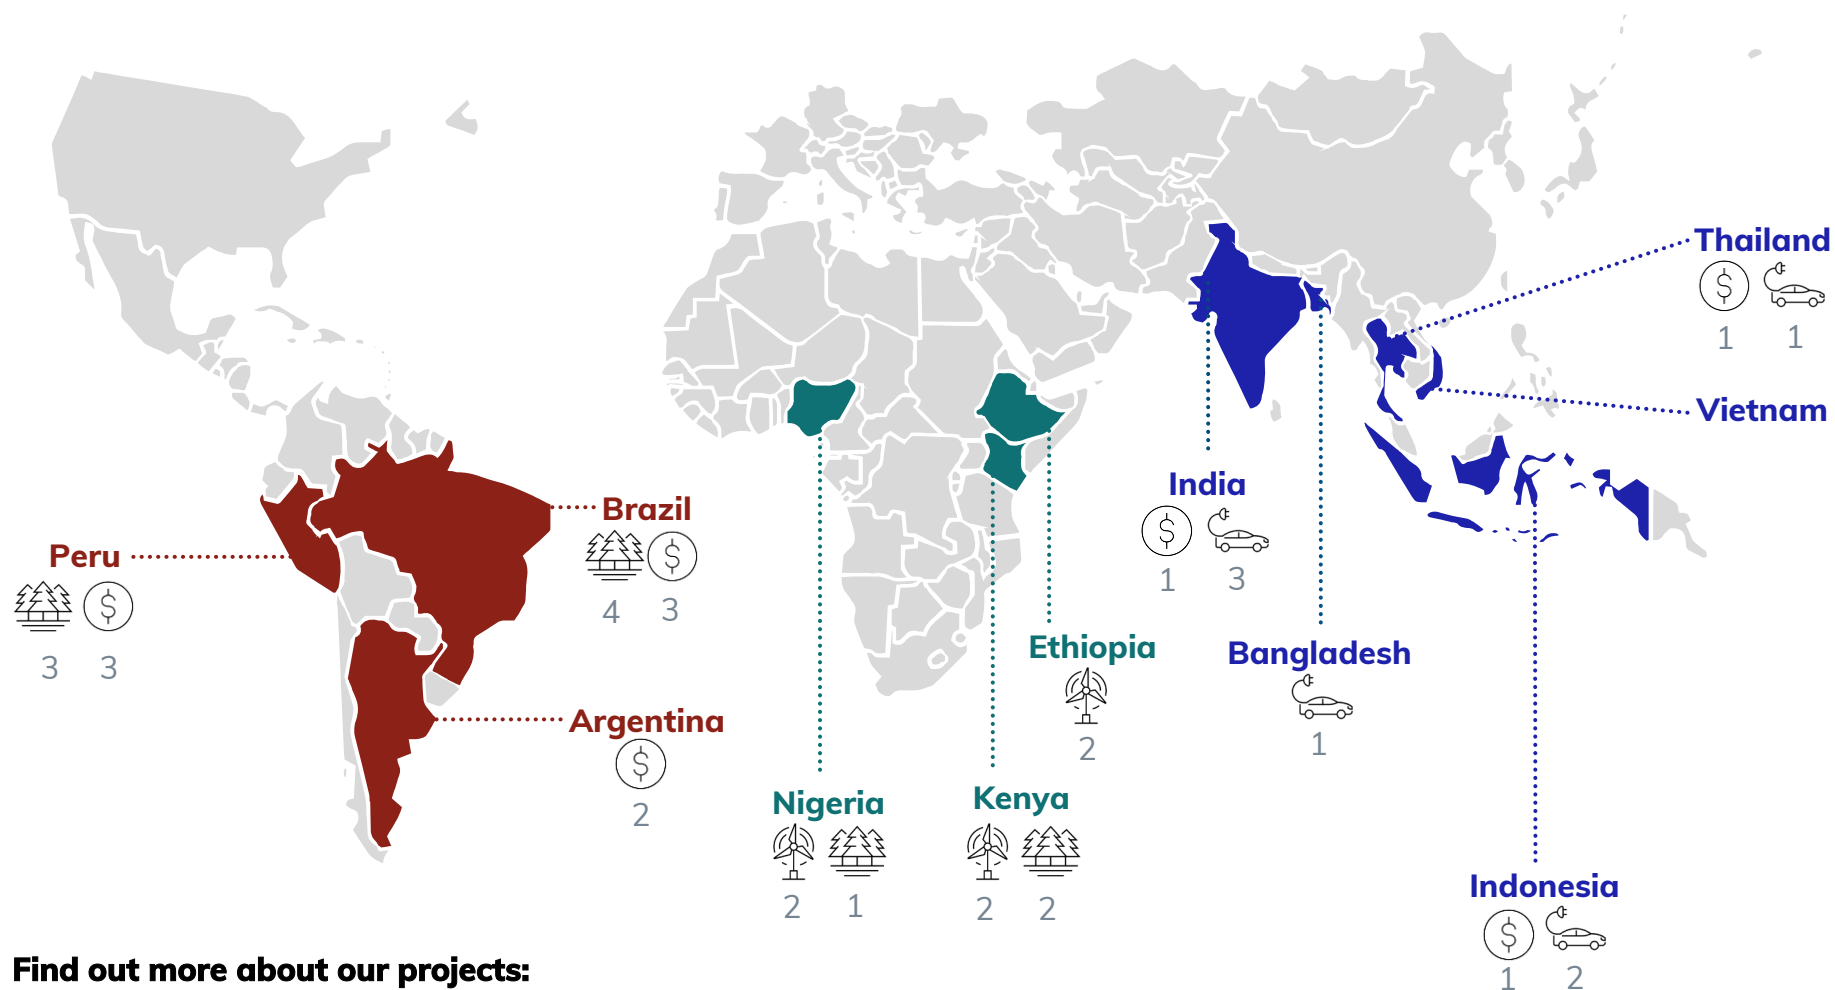 Thailand
$
1 1
Vietnam
India
$
1 3
Brazil
$
4 3
Peru
$
3 3
Ethiopia
2
Bangladesh
1
Argentina
$
2
Nigeria
2 1
Kenya
2 2
Indonesia
$
1 2
Find out more about our projects: